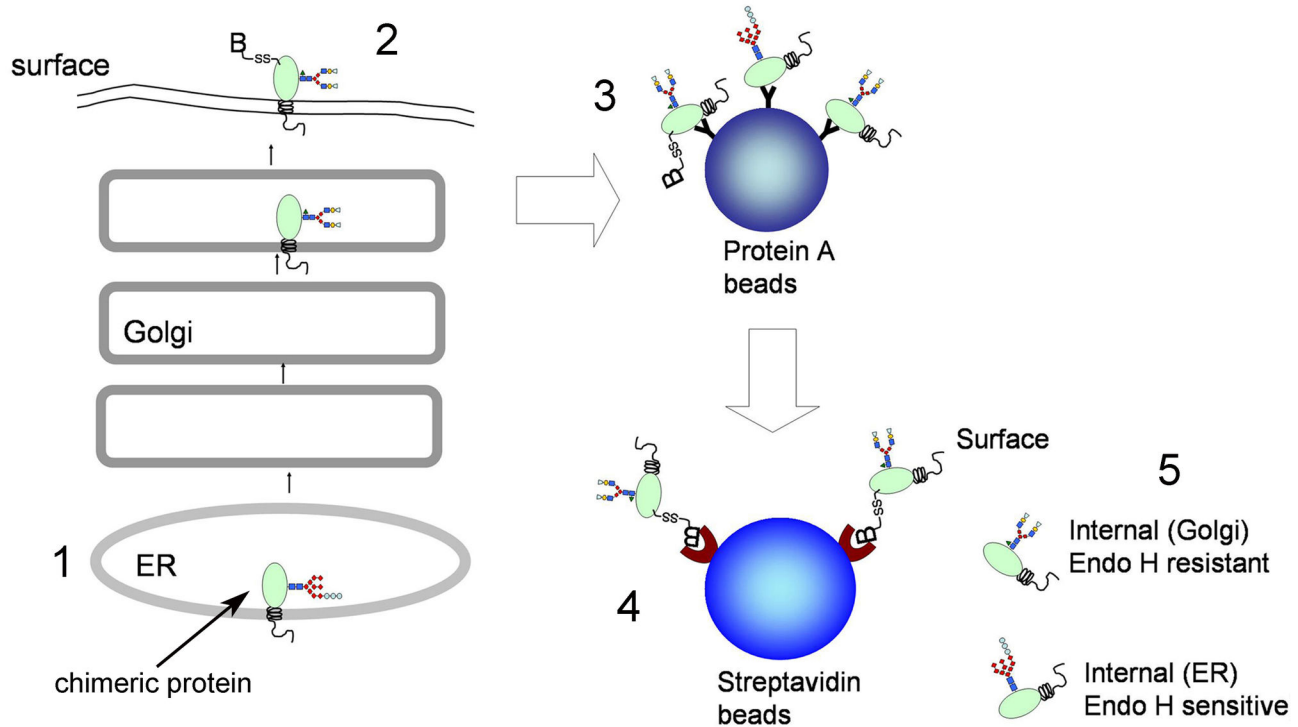 B
SS
2
surface
Golgi
1
ER
chimeric protein
3
SS
B
Protein A
beads
Surface
SS
B
SS
B
4
Streptavidin
beads
5
Internal (Golgi)
Endo H resistant
Internal (ER)
Endo H sensitive